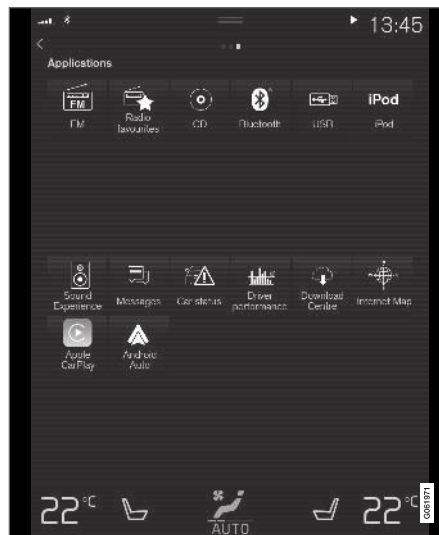 13:45
Applications
FM
iPod
FM
Radio
favourites
CD
Bluetooth
USB
iPod
Sound
Experience
Messages
Car status
Driver
performance
Download
Centre
Internet Map
Apple
CarPlay
Android
Auto
22°C
AUTO
22°C
G061971